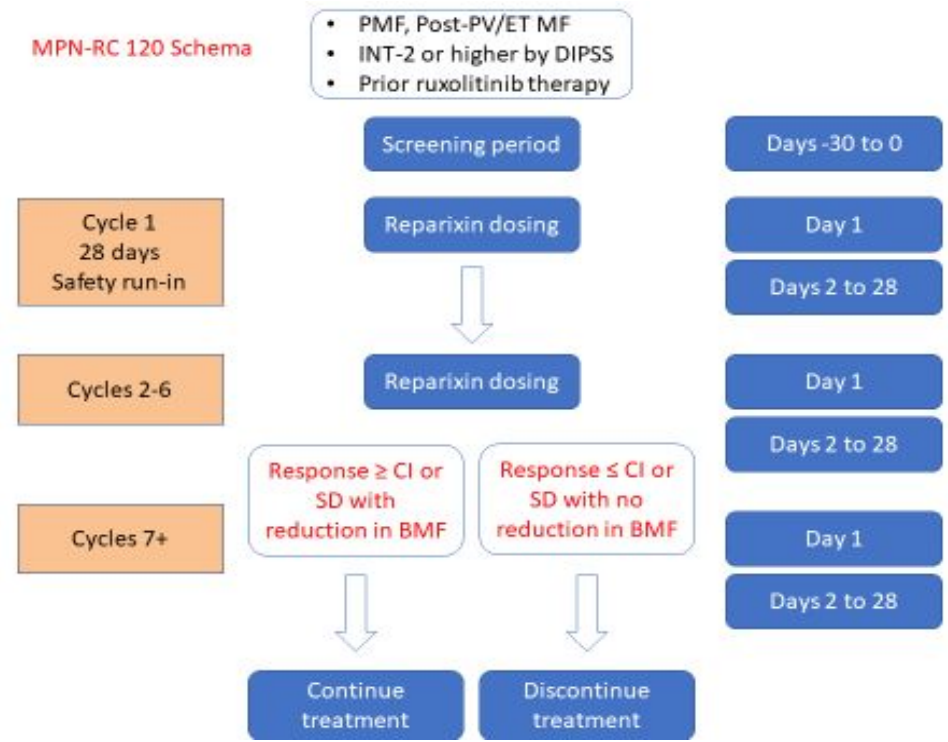 MPN-RC 120 Schema
• PMF, Post-PV/ET MF
• INT-2 or higher by DIPSS
• Prior ruxolitinib therapy
Screening period
Days -30 to 0
Cycle 1
28 days
Safety run-in
Reparixin dosing
Day 1
Days 2 to 28
Cycles 2-6
Reparixin dosing
Day 1
Days 2 to 28
Response ≥ CI or
SD with
reduction in BMF
Response ≤ CI or
SD with no
reduction in BMF
Cycles 7+
Day 1
Days 2 to 28
Continue
treatment
Discontinue
treatment